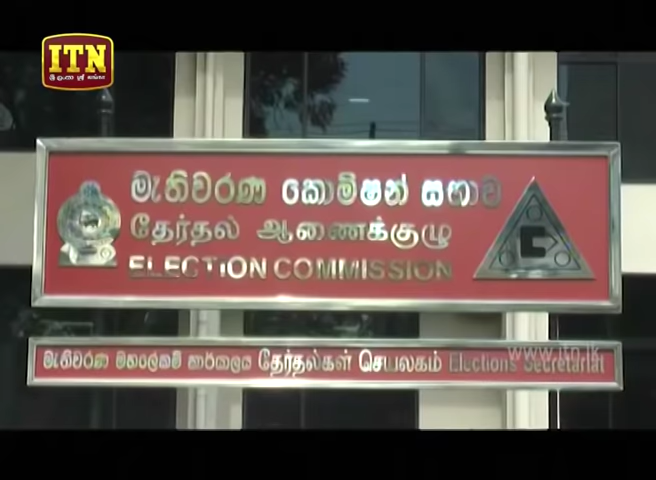 ITN
ශ්‍රී ලංකා ஸ்ரீ லங்கா
මැතිවරණ කොමිෂන් සභාව
தேர்தல் ஆணைக்குழு
ELECTION COMMISSION
මැතිවරණ මහලේකම් කාර්යාලය தேர்தல்கள் செயலகம் Elections Secretariat
www.itn.lk